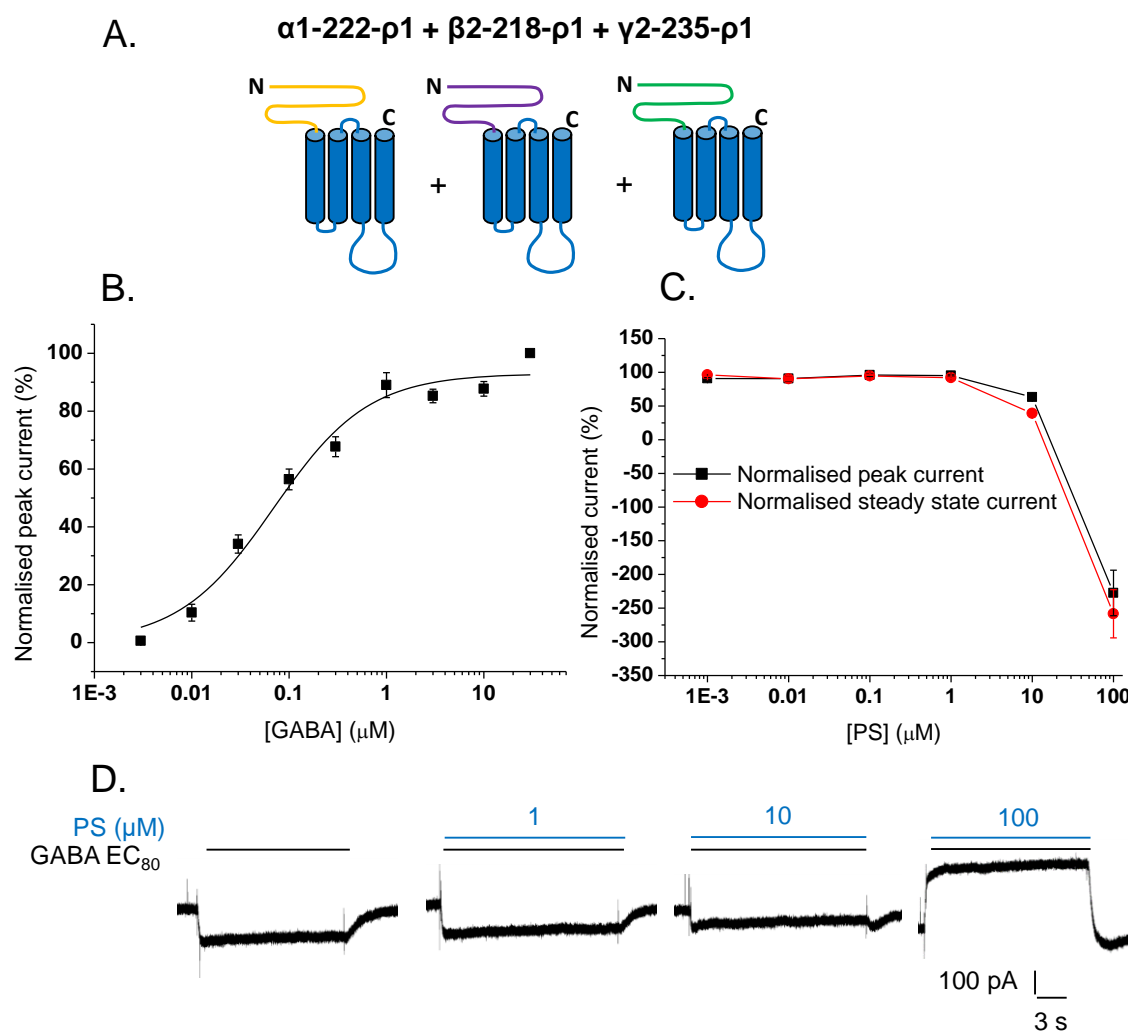 A.
α1-222-ρ1 + β2-218-ρ1 + γ2-235-ρ1
N C + N C + N C
B.
Normalised peak current (%)
100
80
60
40
20
0
1E-3 0.01 0.1 1 10
[GABA] (μM)
C.
Normalised current (%)
150
100
50
0
-50
-100
-150
-200
-250
-300
-350
Normalised peak current
Normalised steady state current
1E-3 0.01 0.1 1 10 100
[PS] (μM)
D.
PS (μM) 1 10 100
GABA EC80
100 pA
3 s